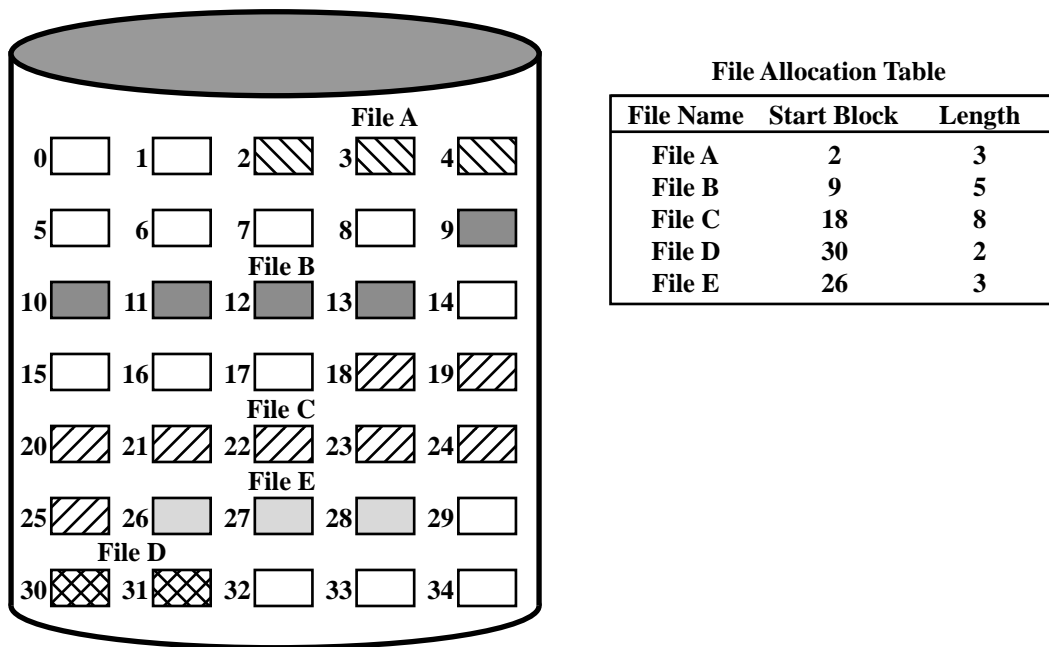 File Allocation Table
File Name Start Block Length
File A 2 3
File B 9 5
File C 18 8
File D 30 2
File E 26 3
File A
0 1 2 3 4
5 6 7 8 9
File B
10 11 12 13 14
15 16 17 18 19
File C
20 21 22 23 24
File E
25 26 27 28 29
File D
30 31 32 33 34